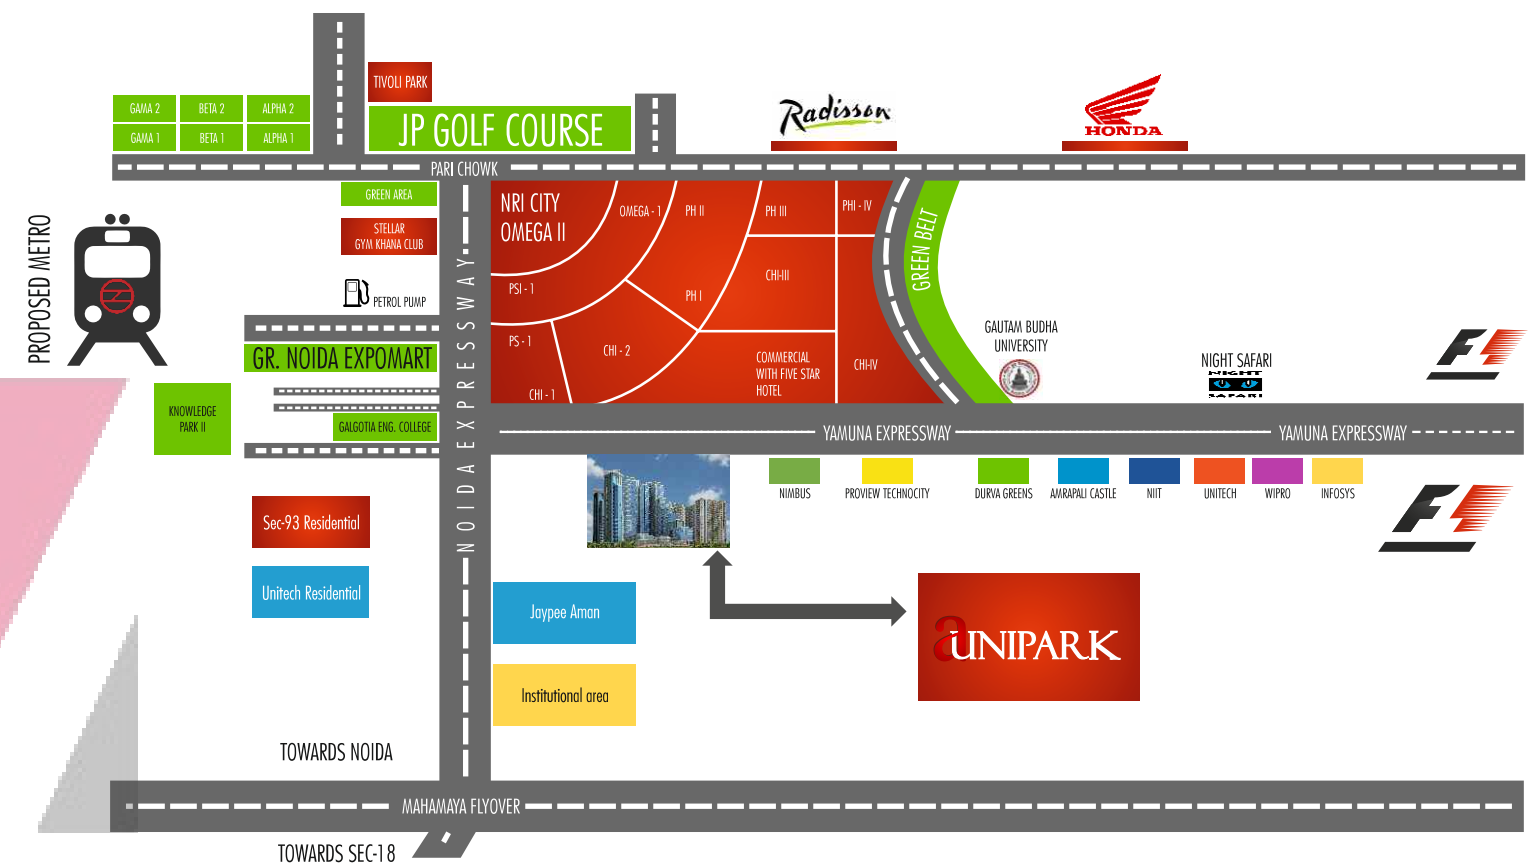 TIVOLI PARK
GAMA 2
BETA 2
ALPHA 2
GAMA 1
BETA 1
ALPHA 1
JP GOLF COURSE
Radisson
HONDA
PARI CHOWK
GREEN AREA
STELLAR
GYM KHANA CLUB
PETROL PUMP
PROPOSED METRO
NRI CITY
OMEGA II
OMEGA - 1
PH II
PH III
PHI - IV
GREEN BELT
CHI-III
PSI - 1
PH I
PS - 1
CHI - 2
CHI - 1
COMMERCIAL
WITH FIVE STAR
HOTEL
CHI-IV
GAUTAM BUDHA
UNIVERSITY
NIGHT SAFARI
NIGHT
SAFARI
F1
GR. NOIDA EXPOMART
KNOWLEDGE
PARK II
GALGOTIA ENG. COLLEGE
NOIDA EXPRESSWAY
YAMUNA EXPRESSWAY
YAMUNA EXPRESSWAY
NIMBUS
PROVIEW TECHNOCITY
DURVA GREENS
AMRAPALI CASTLE
NIIT
UNITECH
WIPRO
INFOSYS
F1
Sec-93 Residential
Unitech Residential
Jaypee Aman
Institutional area
aUNIPARK
TOWARDS NOIDA
MAHAMAYA FLYOVER
TOWARDS SEC-18